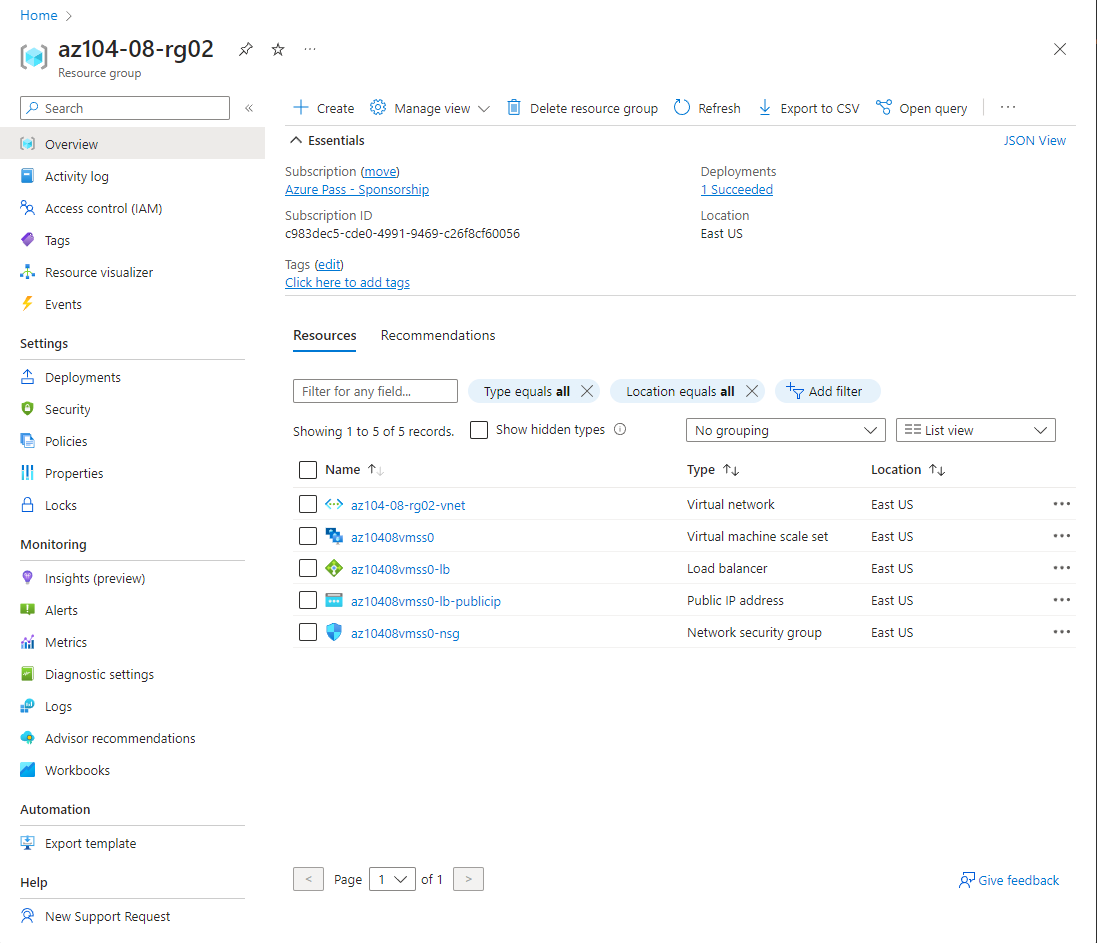 Home
az104-08-rg02
Resource group
Search
Overview
Activity log
Access control (IAM)
Tags
Resource visualizer
Events
Settings
Deployments
Security
Policies
Properties
Locks
Monitoring
Insights (preview)
Alerts
Metrics
Diagnostic settings
Logs
Advisor recommendations
Workbooks
Automation
Export template
Help
New Support Request
Create Manage view Delete resource group Refresh Export to CSV Open query
Essentials JSON View
Subscription (move)
Azure Pass - Sponsorship
Subscription ID
c983dec5-cde0-4991-9469-c26f8cf60056
Tags (edit)
Click here to add tags
Deployments
1 Succeeded
Location
East US
Resources Recommendations
Filter for any field... Type equals all Location equals all Add filter
Showing 1 to 5 of 5 records. Show hidden types No grouping List view
Name Type Location
az104-08-rg02-vnet Virtual network East US
az10408vmss0 Virtual machine scale set East US
az10408vmss0-lb Load balancer East US
az10408vmss0-lb-publicip Public IP address East US
az10408vmss0-nsg Network security group East US
< Page 1 of 1 >
Give feedback